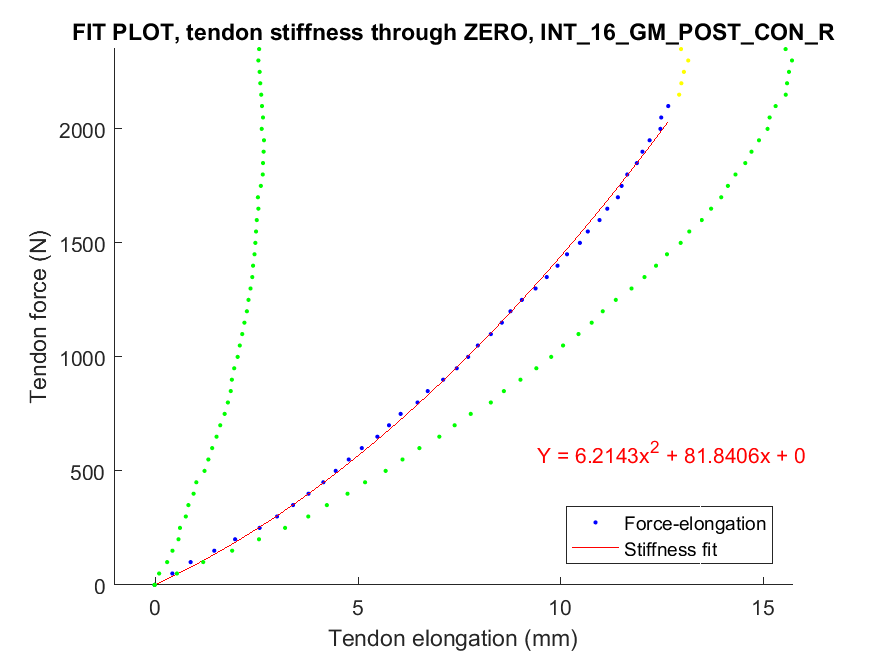 FIT PLOT, tendon stiffness through ZERO, INT_16_GM_POST_CON_R
2000
1500
1000
500
0
Tendon force (N)
Y = 6.2143x² + 81.8406x + 0
Force-elongation
Stiffness fit
0 5 10 15
Tendon elongation (mm)